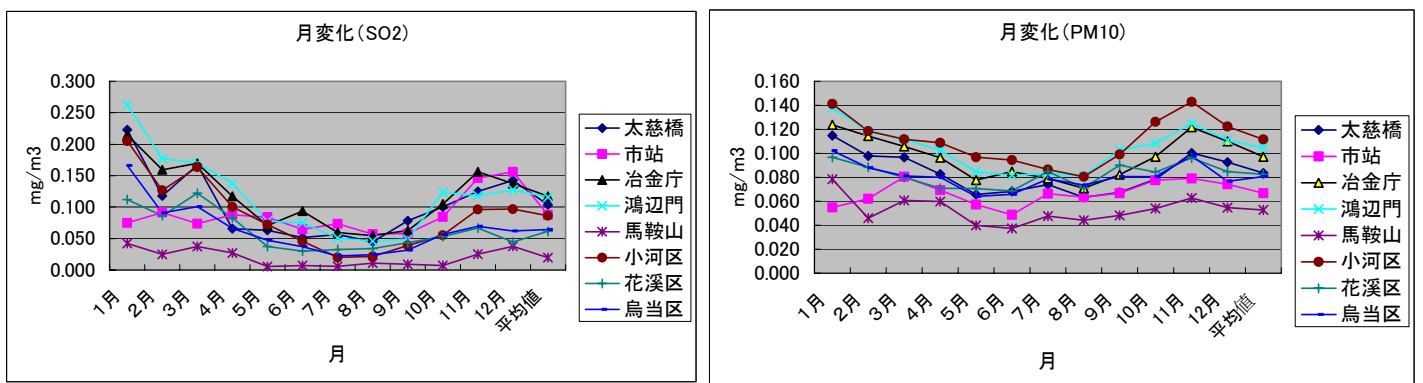 月変化(SO2)
0.300
0.250
0.200
0.150
0.100
0.050
0.000
mg/m3
1月
2月
3月
4月
5月
6月
7月
8月
9月
10月
11月
12月
平均値
月
太慈橋
市站
冶金庁
鴻辺門
馬鞍山
小河区
花溪区
烏当区
月変化(PM10)
0.160
0.140
0.120
0.100
0.080
0.060
0.040
0.020
0.000
mg/m3
1月
2月
3月
4月
5月
6月
7月
8月
9月
10月
11月
12月
平均値
月
太慈橋
市站
冶金庁
鴻辺門
馬鞍山
小河区
花溪区
烏当区